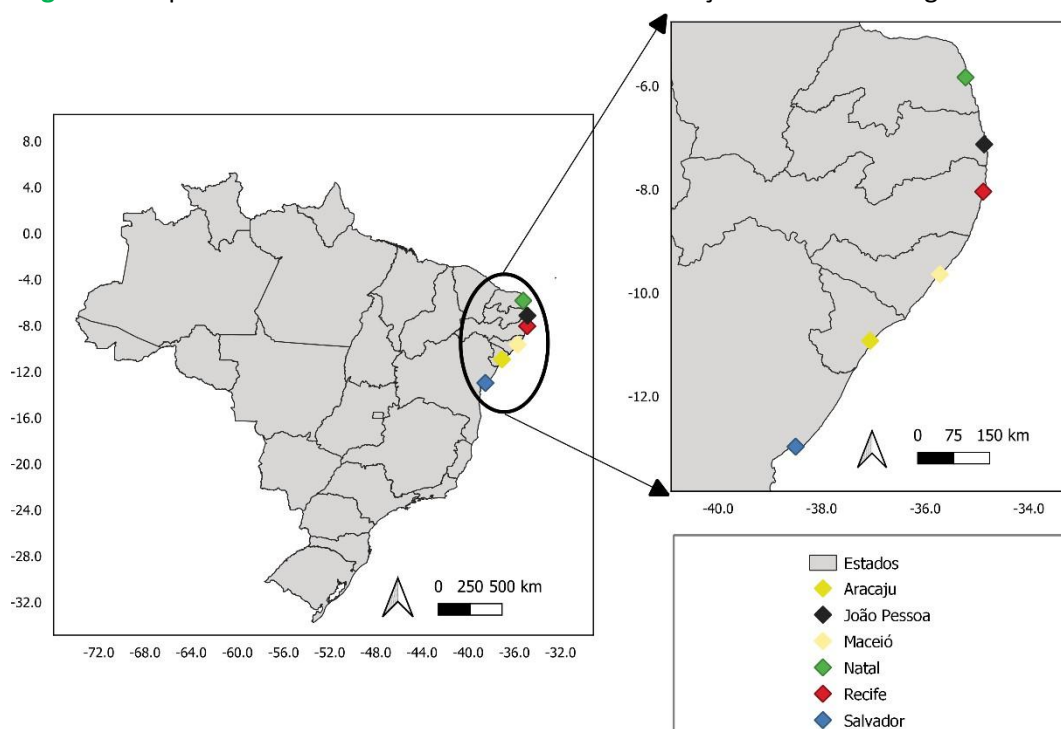 8.0
4.0
0.0
-4.0
-8.0
-12.0
-16.0
-20.0
-24.0
-28.0
-32.0
-72.0 -68.0 -64.0 -60.0 -56.0 -52.0 -48.0 -44.0 -40.0 -36.0 -32.0
0 250 500 km
-6.0
-8.0
-10.0
-12.0
-40.0 -38.0 -36.0 -34.0
0 75 150 km
Estados
Aracaju
João Pessoa
Maceió
Natal
Recife
Salvador